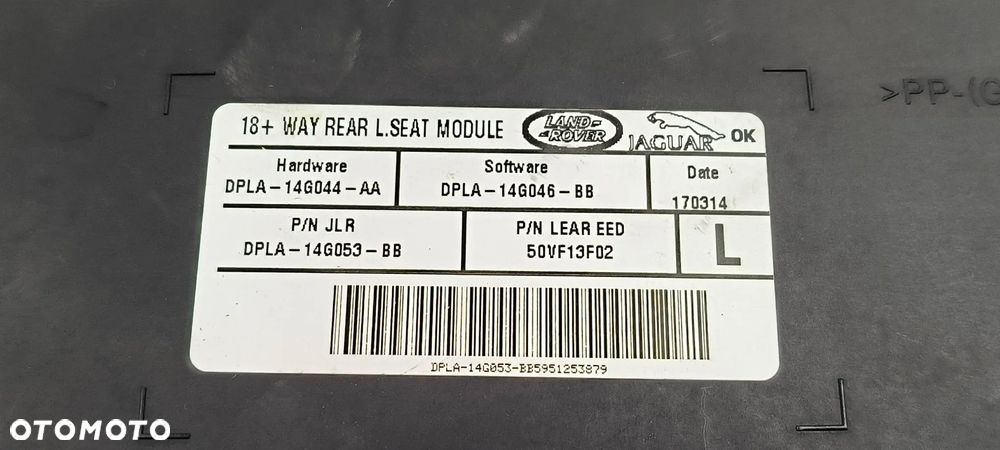 >PP-(G
18+ WAY REAR L.SEAT MODULE LAND-ROVER JAGUAR OK
Hardware Software Date
DPLA-14G044-AA DPLA-14G046-BB 170314
P/N JLR P/N LEAR EED L
DPLA-14G053-BB 50VF13F02
DPLA-14G053-BB5951253879
OTOMOTO